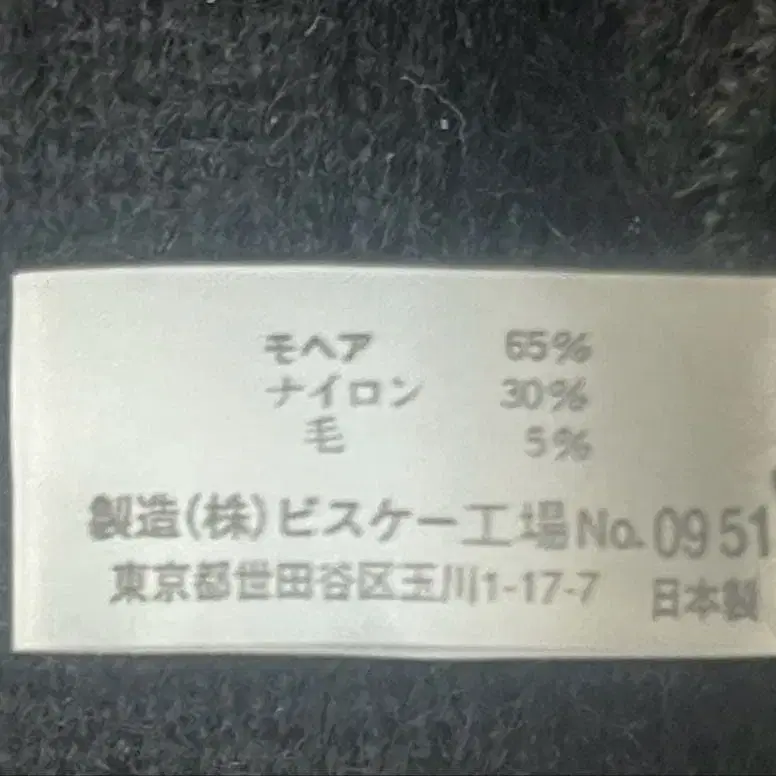 モヘア 65%
ナイロン 30%
毛 5%
製造(株)ビスケー工場No.0951
東京都世田谷区玉川1-17-7 日本製